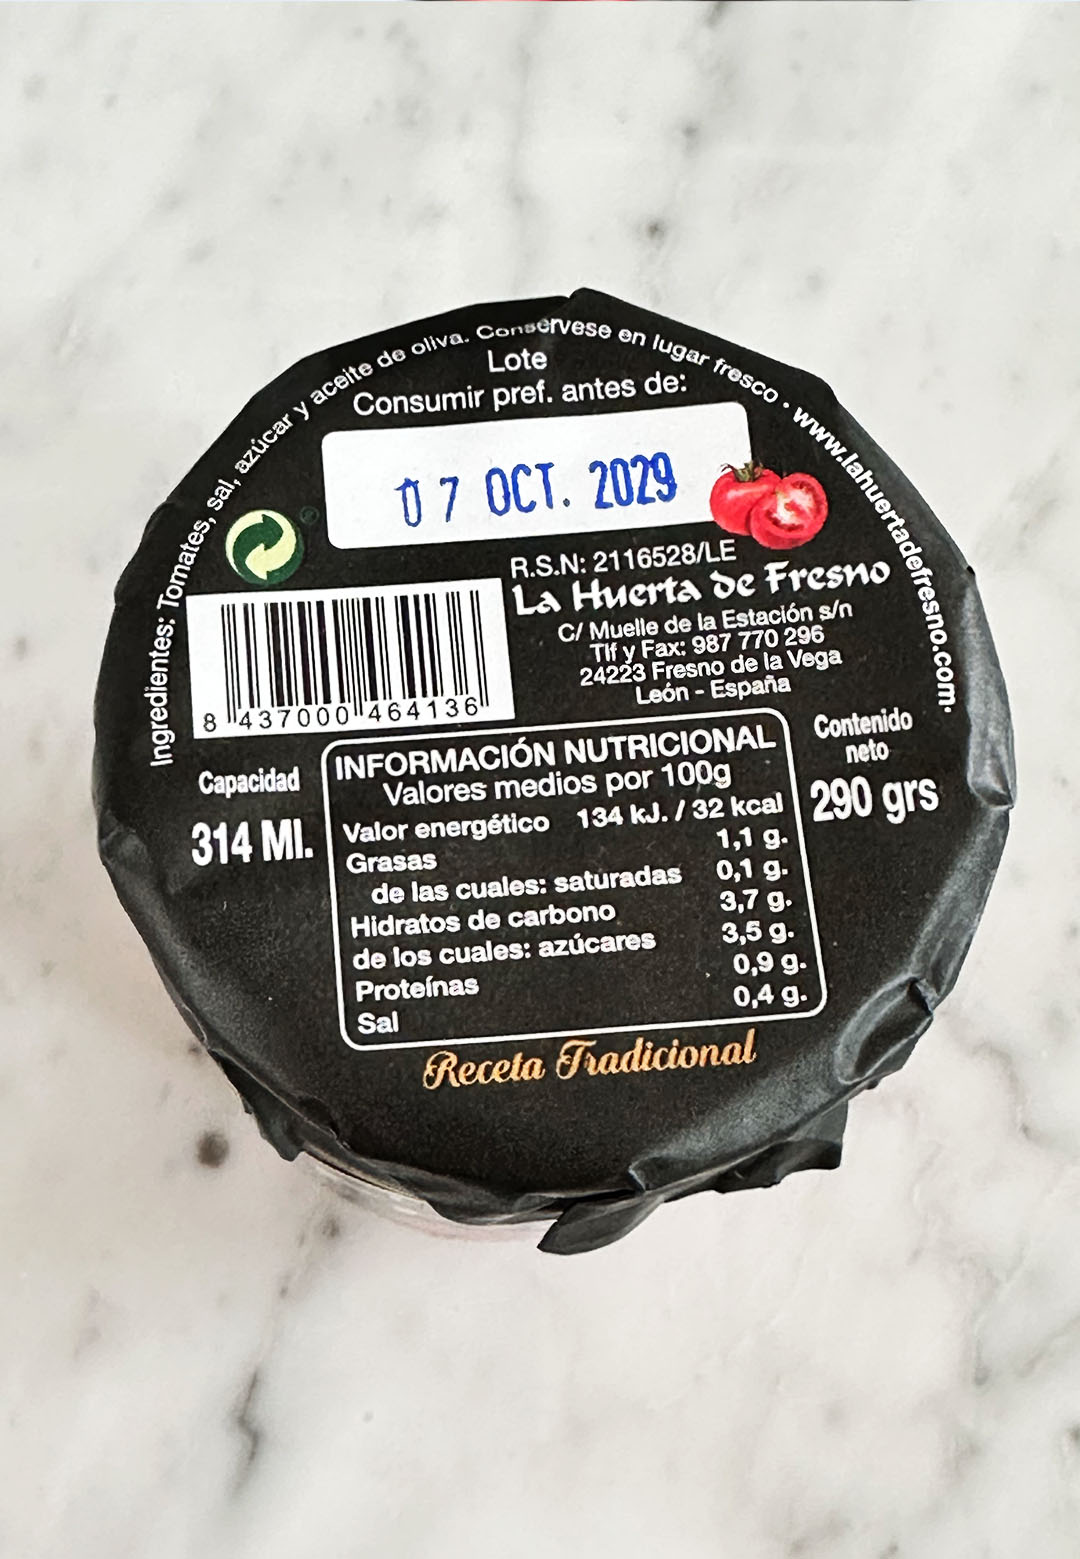 Ingredientes: Tomates, sal, azúcar y aceite de oliva. Consérvese en lugar fresco • www.lahuertadefresno.com.
Lote
Consumir pref. antes de:
07 OCT. 2029
R.S.N: 2116528/LE
La Huerta de Fresno
C/ Muelle de la Estación s/n
Tlf y Fax: 987 770 296
24223 Fresno de la Vega
León - España
8 437000 464136
Capacidad
314 Ml.
INFORMACIÓN NUTRICIONAL
Valores medios por 100g
Valor energético 134 kJ. / 32 kcal
Grasas 1,1 g.
de las cuales: saturadas 0,1 g.
Hidratos de carbono 3,7 g.
de los cuales: azúcares 3,5 g.
Proteínas 0,9 g.
Sal 0,4 g.
Contenido
neto
290 grs
Receta Tradicional